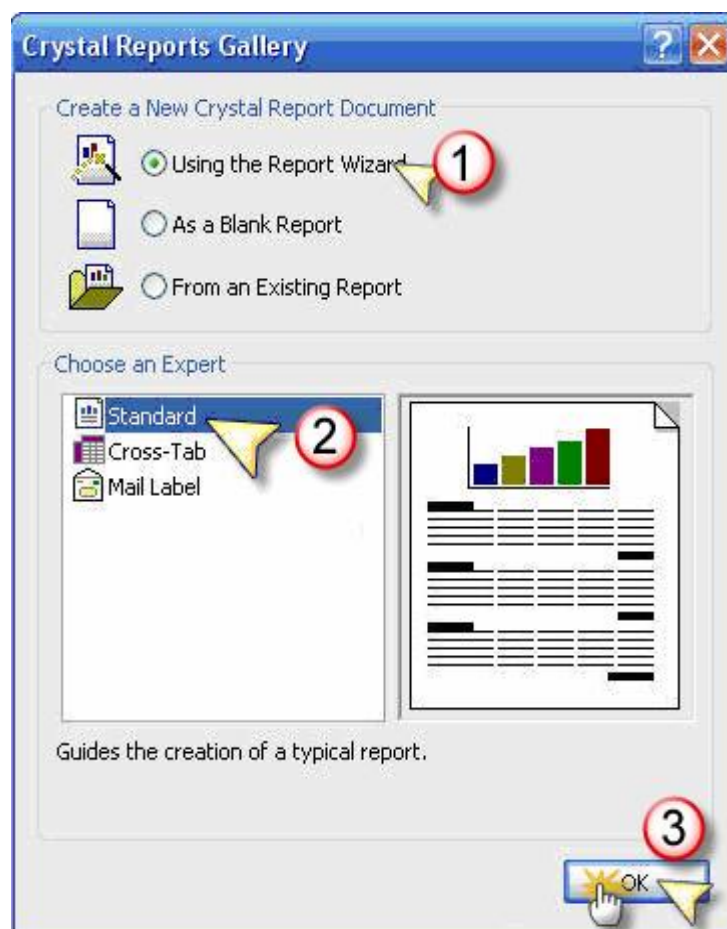 Crystal Reports Gallery
Create a New Crystal Report Document
Using the Report Wizard
1
As a Blank Report
From an Existing Report
Choose an Expert
Standard
2
Cross-Tab
Mail Label
Guides the creation of a typical report.
3
OK